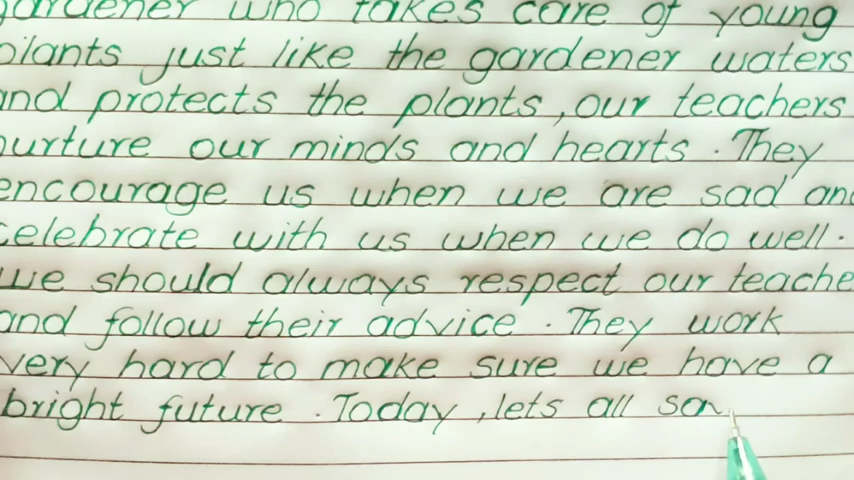 gardener who takes care of young
plants just like the gardener waters
and protects the plants, our teachers
nurture our minds and hearts. They
encourage us when we are sad and
celebrate with us when we do well.
we should always respect our teache
and follow their advice. They work
very hard to make sure we have a
bright future. Today, lets all sa